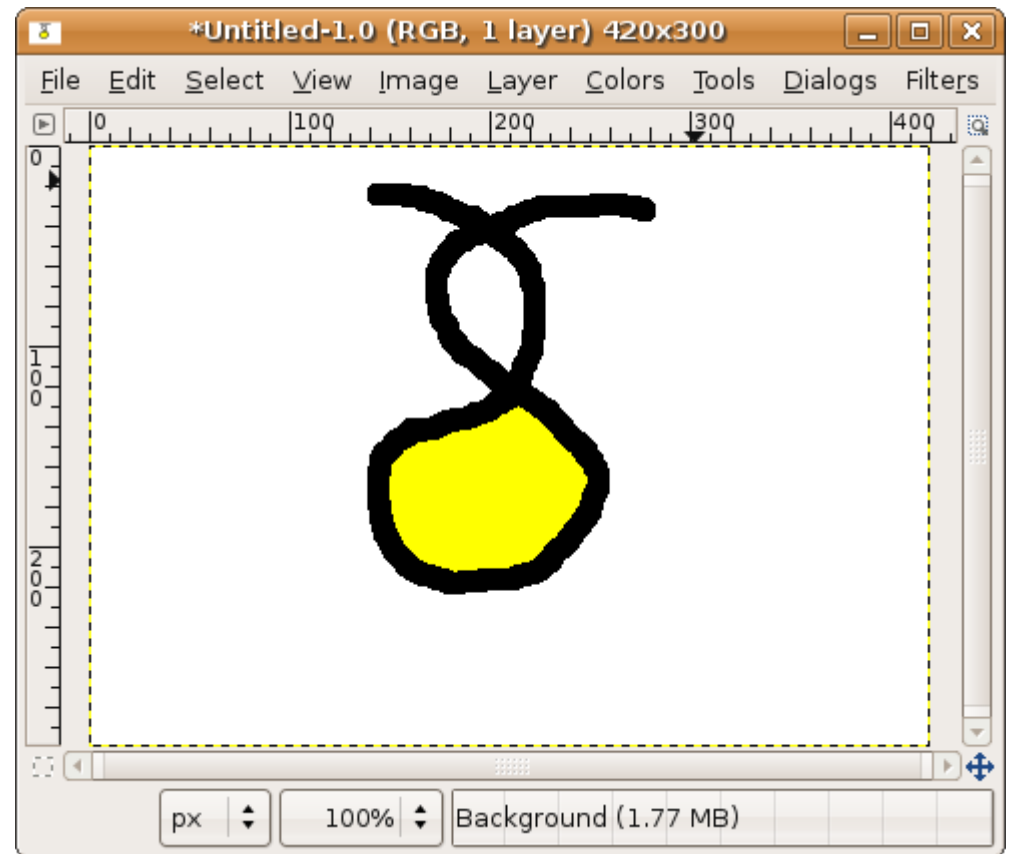 *Untitled-1.0 (RGB, 1 layer) 420x300
File Edit Select View Image Layer Colors Tools Dialogs Filters
0 100 200 300 400
0
100
200
px 100% Background (1.77 MB)